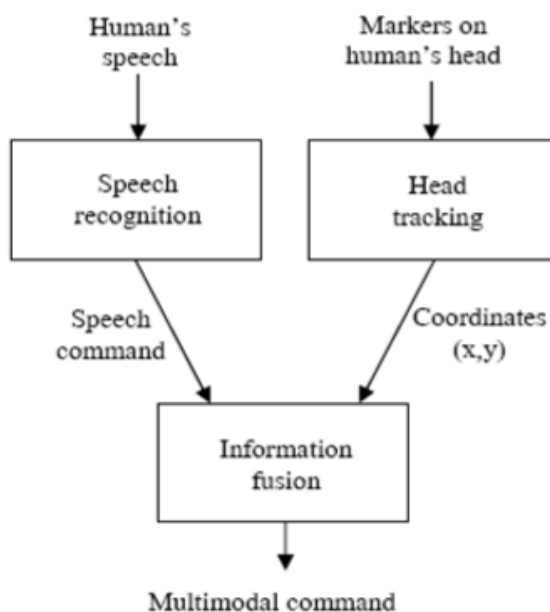 Human's
speech
Markers on
human's head
Speech
recognition
Head
tracking
Speech
command
Coordinates
(x,y)
Information
fusion
Multimodal command